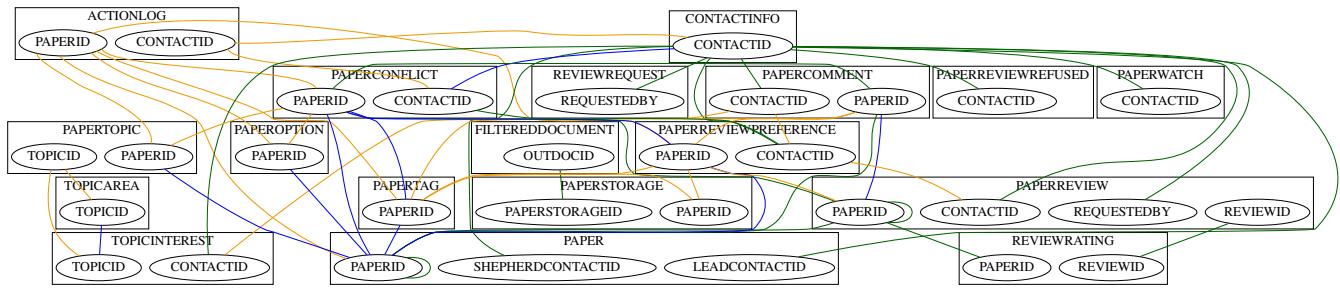 ACTIONLOG
PAPERID CONTACTID
CONTACTINFO
CONTACTID
PAPERCONFLICT
PAPERID CONTACTID
REVIEWREQUEST
REQUESTEDBY
PAPERCOMMENT
CONTACTID PAPERID
PAPERREVIEWREFUSED
CONTACTID
PAPERWATCH
CONTACTID
PAPERTOPIC
TOPICID PAPERID
PAPEROPTION
PAPERID
FILTEREDDOCUMENT
OUTDOCID
PAPERREVIEWPREFERENCE
PAPERID CONTACTID
TOPICAREA
TOPICID
PAPERTAG
PAPERID
PAPERSTORAGE
PAPERSTORAGEID PAPERID
PAPERREVIEW
PAPERID CONTACTID REQUESTEDBY REVIEWID
TOPICINTEREST
TOPICID CONTACTID
PAPER
PAPERID SHEPHERDCONTACTID LEADCONTACTID
REVIEWRATING
PAPERID REVIEWID